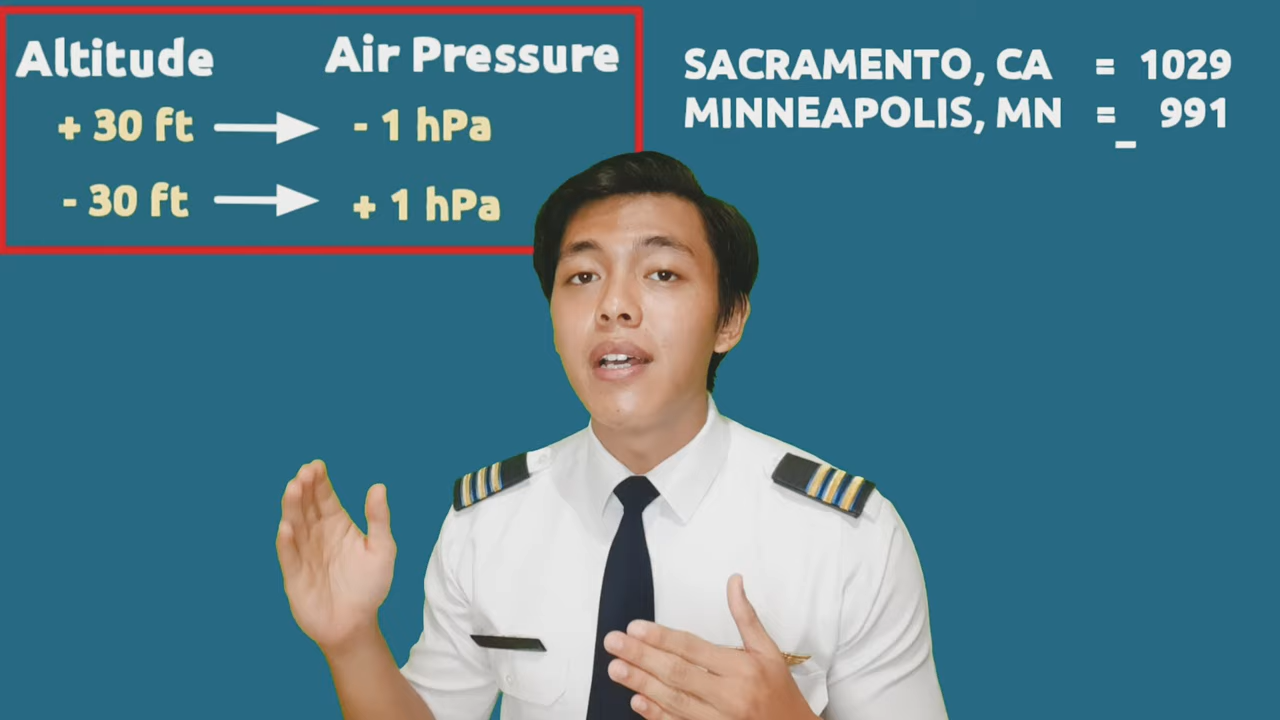 Altitude Air Pressure
+ 30 ft - 1 hPa
- 30 ft + 1 hPa
SACRAMENTO, CA = 1029
MINNEAPOLIS, MN = 991
_